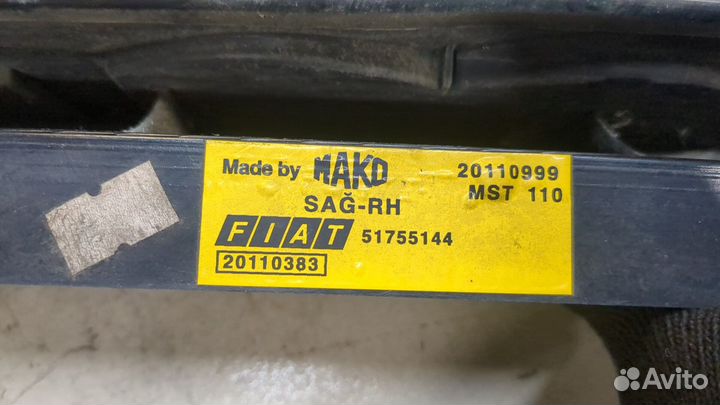 Made by MAKO
20110999
MST 110
SAĞ-RH
FIAT 51755144
20110383
Avito